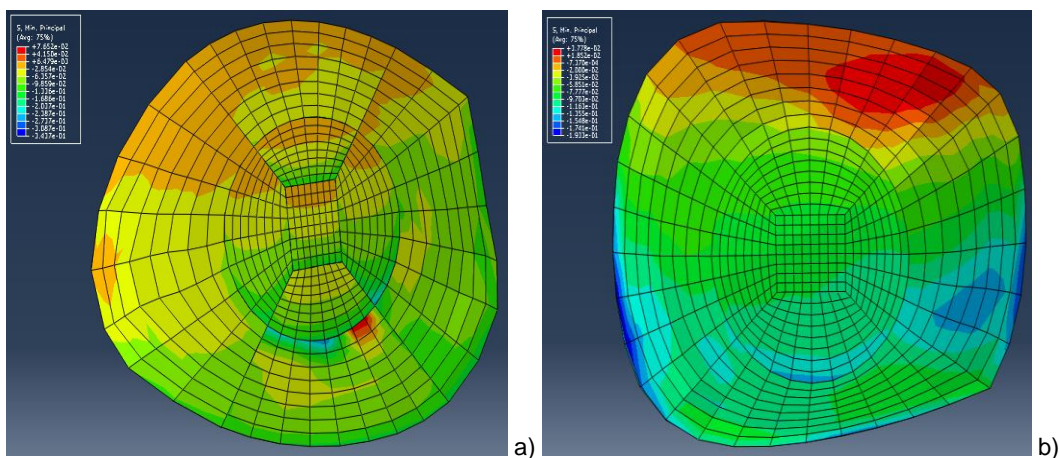 S, Min. Principal
(Avg: 75%)
+7.652e-02
+4.150e-02
+6.479e-03
-2.854e-02
-6.357e-02
-9.859e-02
-1.336e-01
-1.686e-01
-2.037e-01
-2.387e-01
-2.737e-01
-3.087e-01
-3.437e-01
a)
S, Min. Principal
(Avg: 75%)
+3.778e-02
+1.852e-02
-7.370e-04
-3.925e-02
-5.851e-02
-7.777e-02
-9.703e-02
-1.163e-01
-1.355e-01
-1.548e-01
-1.741e-01
-1.933e-01
b)